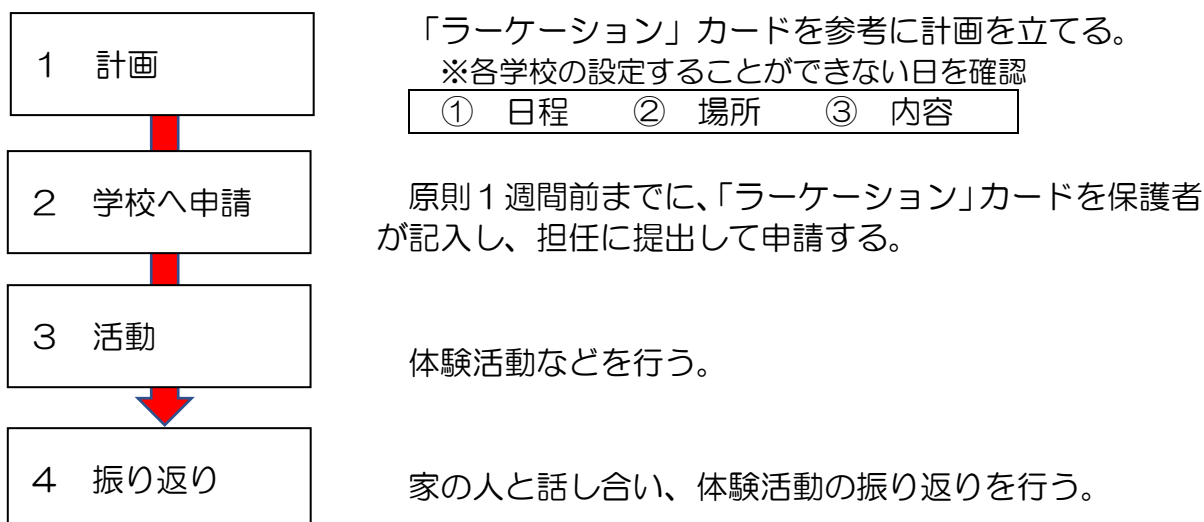 １　計画
「ラーケーション」カードを参考に計画を立てる。
※各学校の設定することができない日を確認
①　日程　②　場所　③　内容
２　学校へ申請
原則１週間前までに、「ラーケーション」カードを保護者
が記入し、担任に提出して申請する。
３　活動
体験活動などを行う。
４　振り返り
家の人と話し合い、体験活動の振り返りを行う。